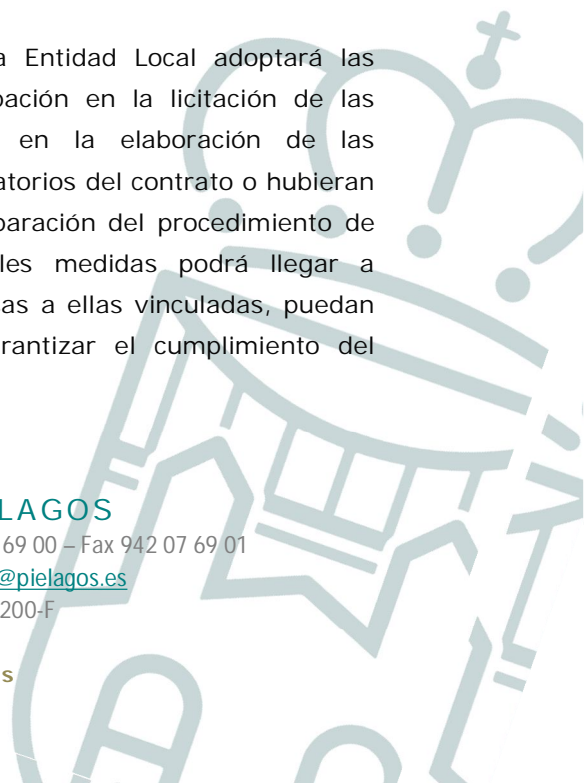 a Entidad Local adoptará las
pación en la licitación de las
en la elaboración de las
atorios del contrato o hubieran
paración del procedimiento de
les medidas podrá llegar a
as a ellas vinculadas, puedan
rantizar el cumplimiento del
LAGOS
69 00 – Fax 942 07 69 01
@pielagos.es
200-F
s